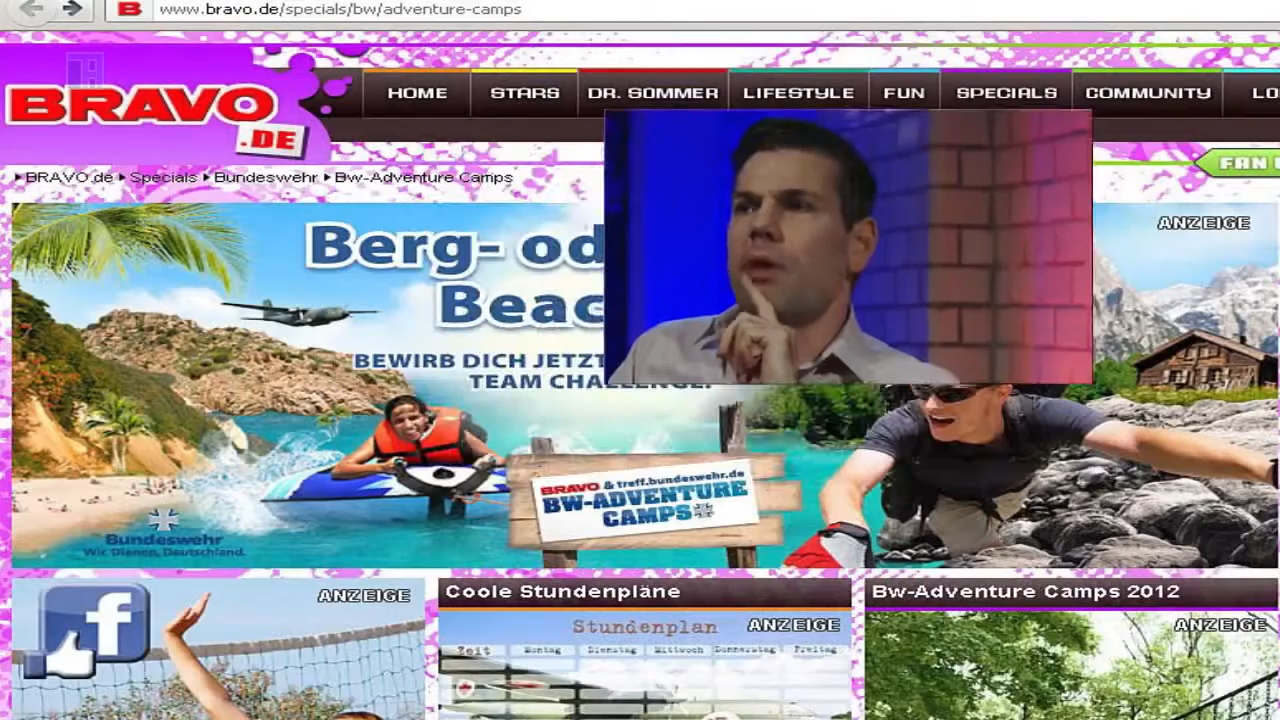 www.bravo.de/specials/bw/adventure-camps
BRAVO
.DE
HOME STARS DR. SOMMER LIFESTYLE FUN SPECIALS COMMUNITY LO
FAN
BRAVO.de Specials Bundeswehr Bw-Adventure Camps
ANZEIGE
Berg- od
Beac
BEWIRB DICH JETZT
TEAM CHALLENGE!
BRAVO & treff.bundeswehr.de
BW-ADVENTURE
CAMPS
Bundeswehr
Wir. Dienen. Deutschland.
ANZEIGE
Coole Stundenpläne
Bw-Adventure Camps 2012
f
Stundenplan
ANZEIGE
ANZEIGE
Zeit Montag Dienstag Mittwoch Donnerstag Freitag